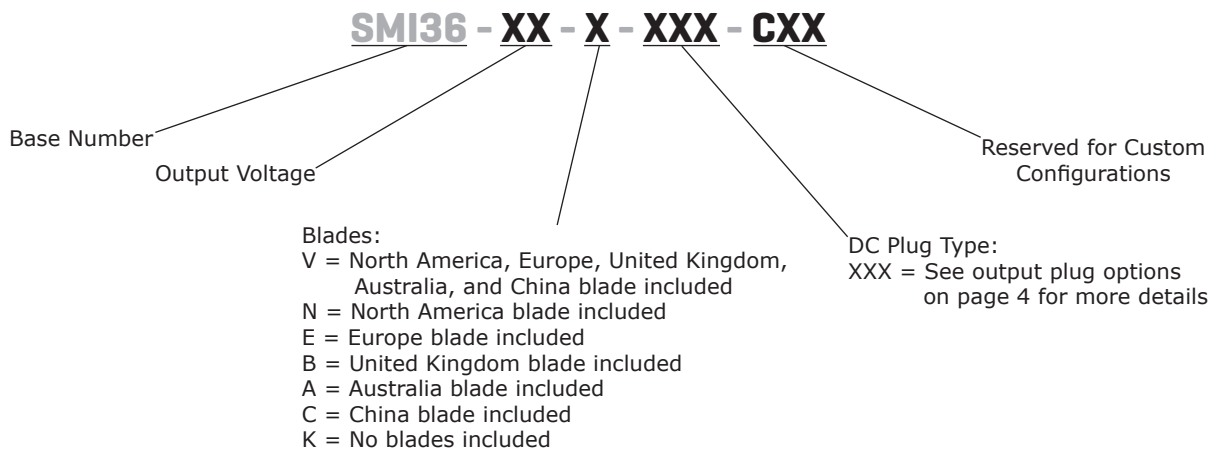 SMI36 - XX - X - XXX - CXX
Base Number
Output Voltage
Blades:
V = North America, Europe, United Kingdom,
Australia, and China blade included
N = North America blade included
E = Europe blade included
B = United Kingdom blade included
A = Australia blade included
C = China blade included
K = No blades included
DC Plug Type:
XXX = See output plug options
on page 4 for more details
Reserved for Custom
Configurations